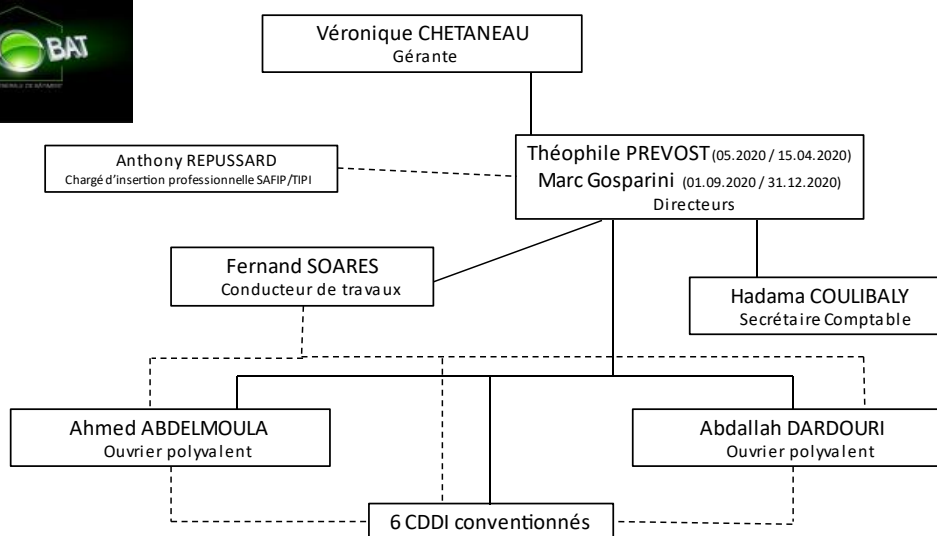 BAT
Véronique CHETANEAU
Gérante
Théophile PREVOST (05.2020 / 15.04.2020)
Marc Gosparini (01.09.2020 / 31.12.2020)
Directeurs
Anthony REPUSSARD
Chargé d'insertion professionnelle SAFIP/TIPI
Fernand SOARES
Conducteur de travaux
Hadama COULIBALY
Secrétaire Comptable
Ahmed ABDELMOULA
Ouvrier polyvalent
Abdallah DARDOURI
Ouvrier polyvalent
6 CDDI conventionnés